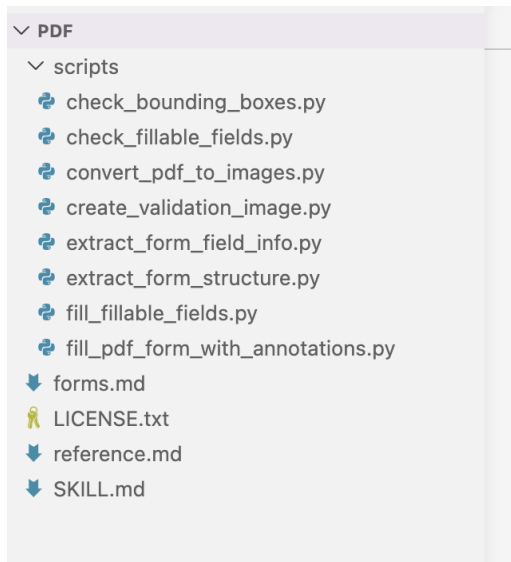 PDF
scripts
check_bounding_boxes.py
check_fillable_fields.py
convert_pdf_to_images.py
create_validation_image.py
extract_form_field_info.py
extract_form_structure.py
fill_fillable_fields.py
fill_pdf_form_with_annotations.py
forms.md
LICENSE.txt
reference.md
SKILL.md